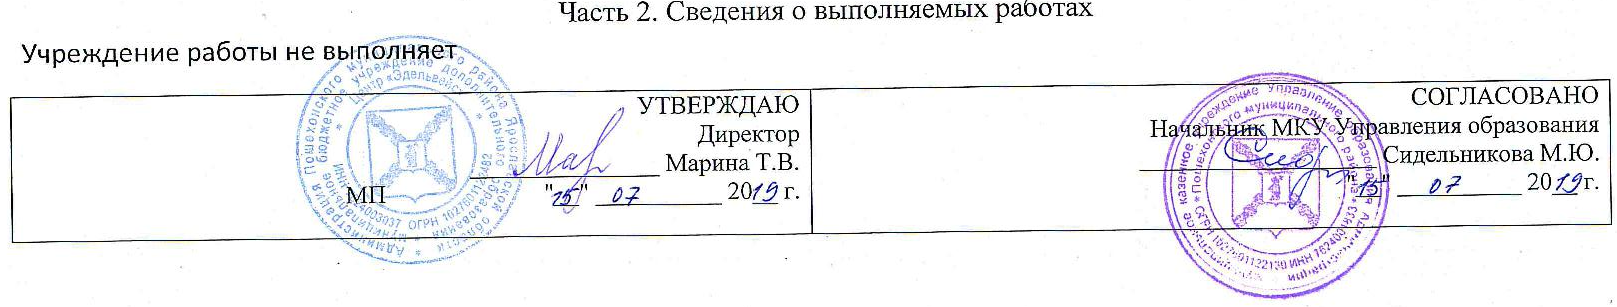 Часть 2. Сведения о выполняемых работах
Учреждение работы не выполняет
УТВЕРЖДАЮ
Директор
Марина Т.В.
МП "15" 07 2019 г.
СОГЛАСОВАНО
Начальник МКУ Управления образования
Сидельникова М.Ю.
"15" 07 2019г.